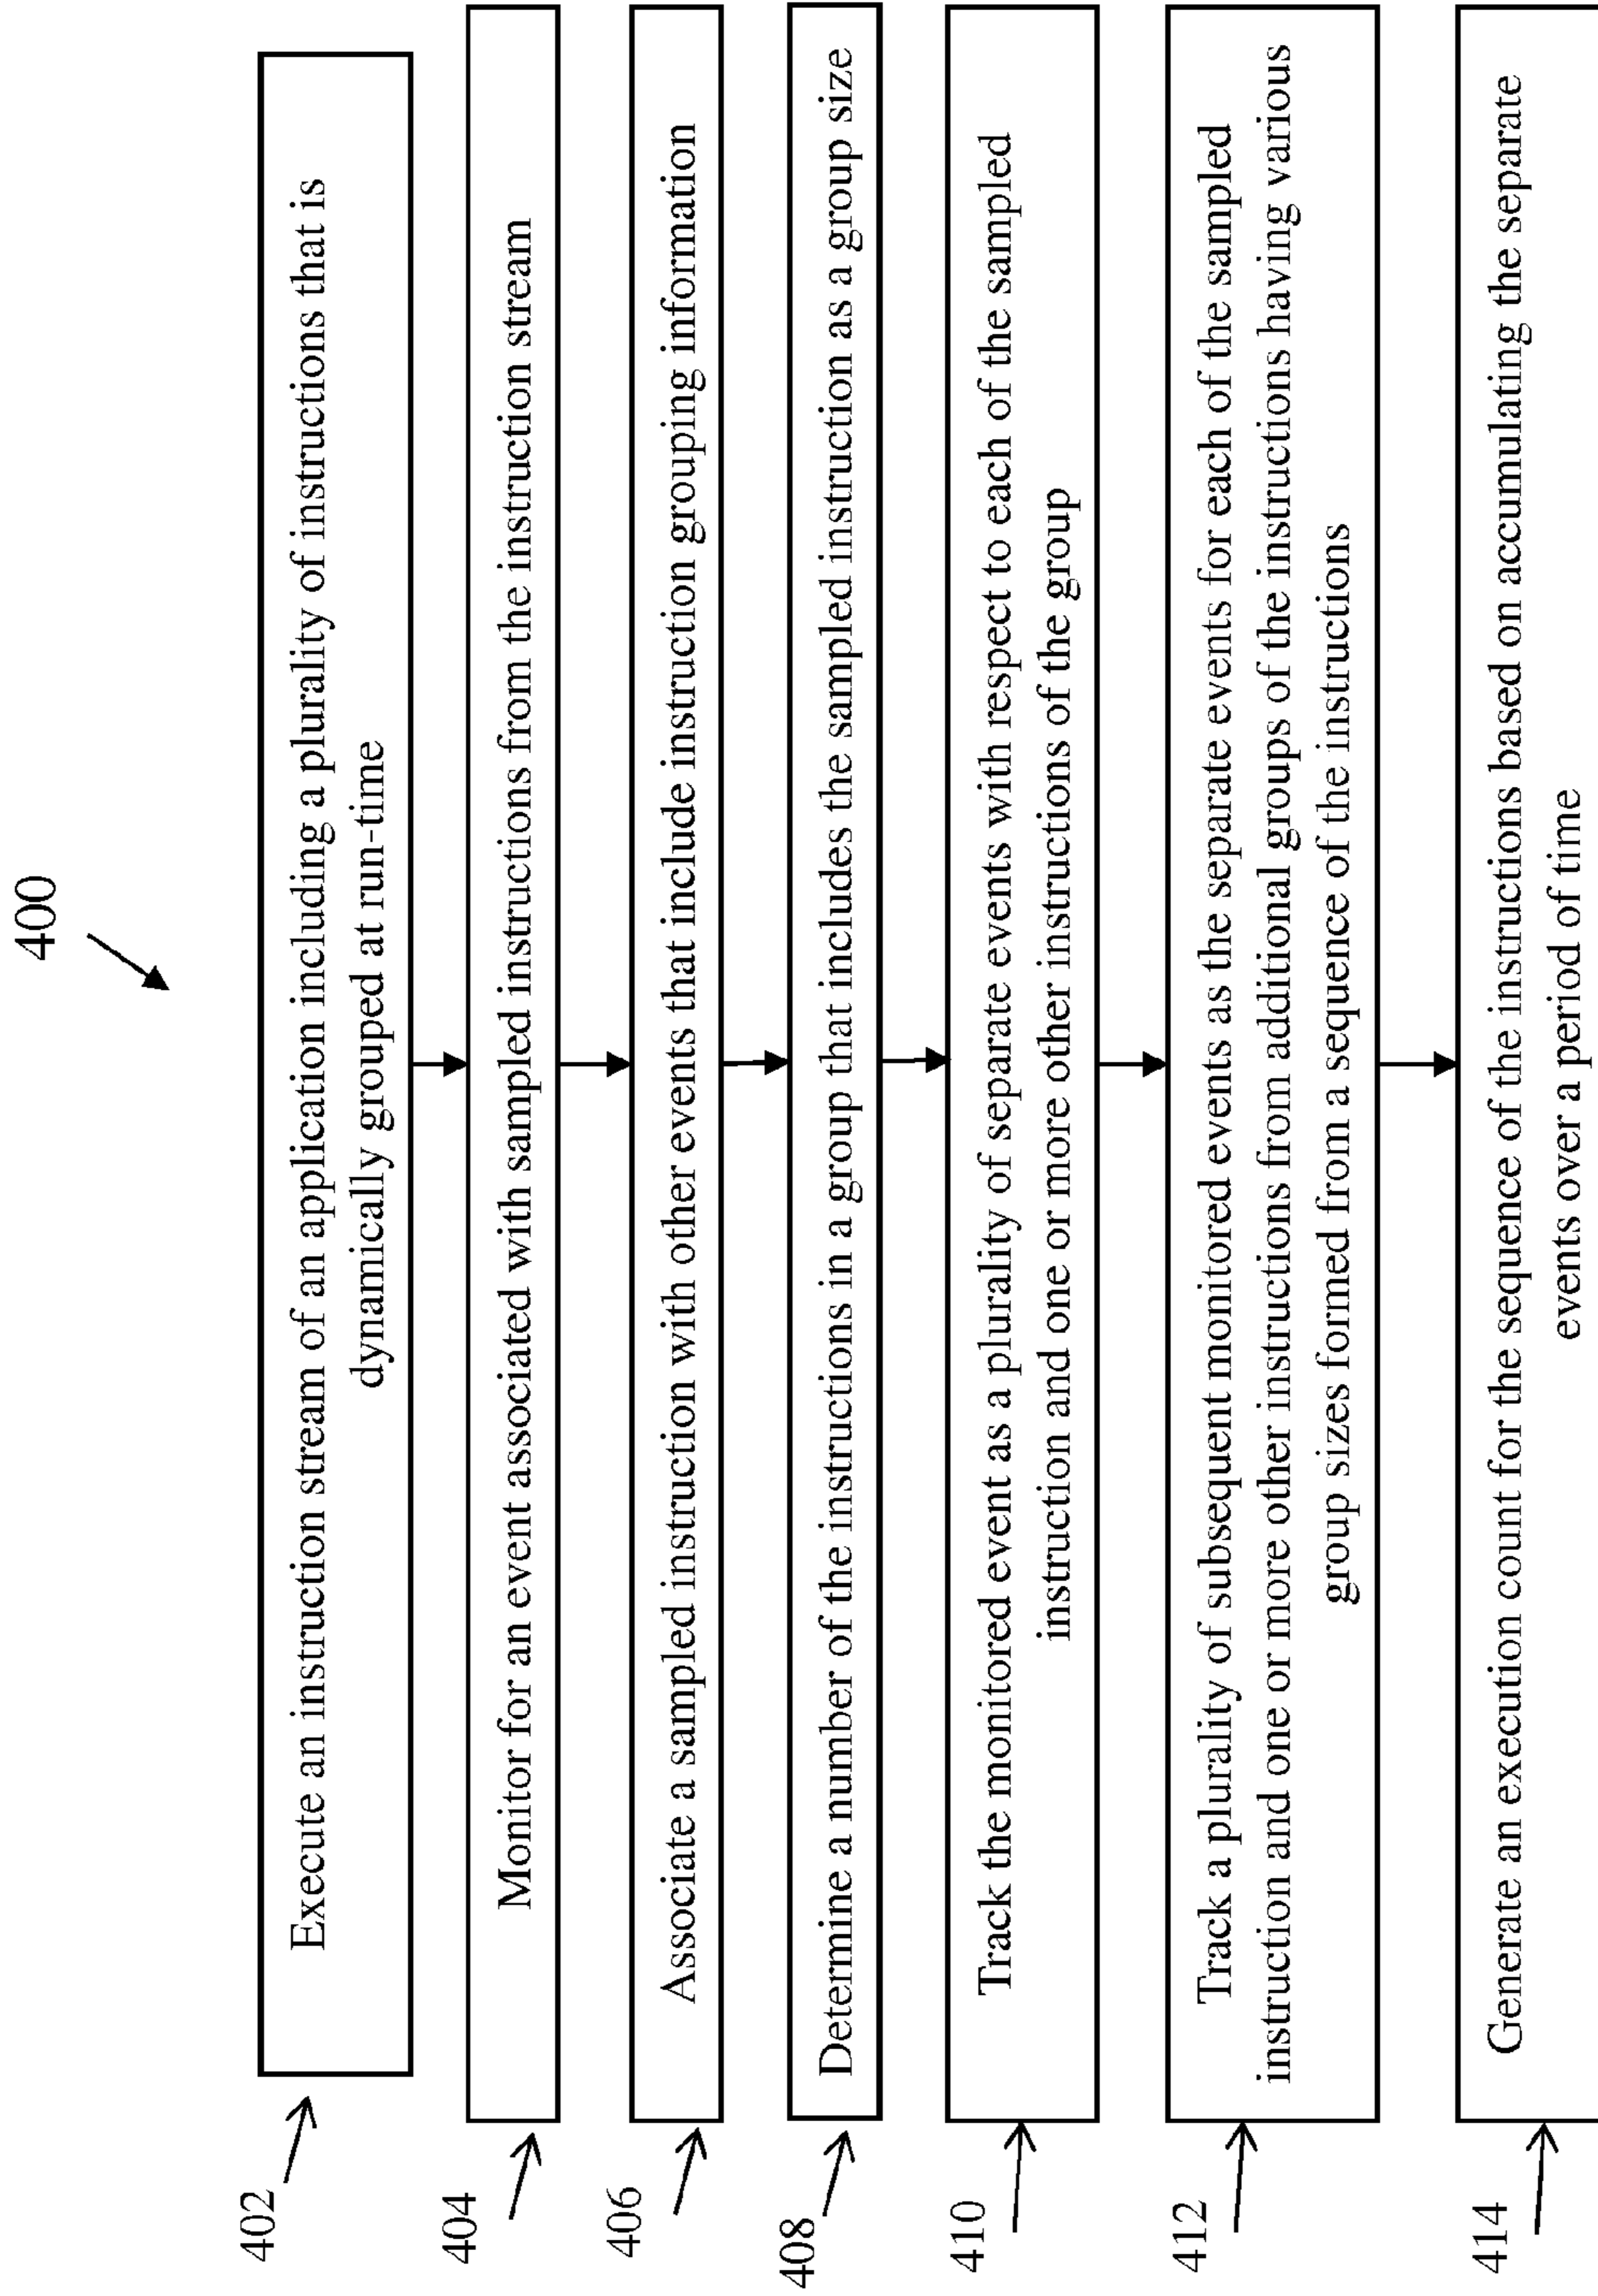 400
402
Execute an instruction stream of an application including a plurality of instructions that is
dynamically grouped at run-time
404
Monitor for an event associated with sampled instructions from the instruction stream
406
Associate a sampled instruction with other events that include instruction grouping information
408
Determine a number of the instructions in a group that includes the sampled instruction as a group size
410
Track the monitored event as a plurality of separate events with respect to each of the sampled
instruction and one or more other instructions of the group
412
Track a plurality of subsequent monitored events as the separate events for each of the sampled
instruction and one or more other instructions from additional groups of the instructions having various
group sizes formed from a sequence of the instructions
414
Generate an execution count for the sequence of the instructions based on accumulating the separate
events over a period of time